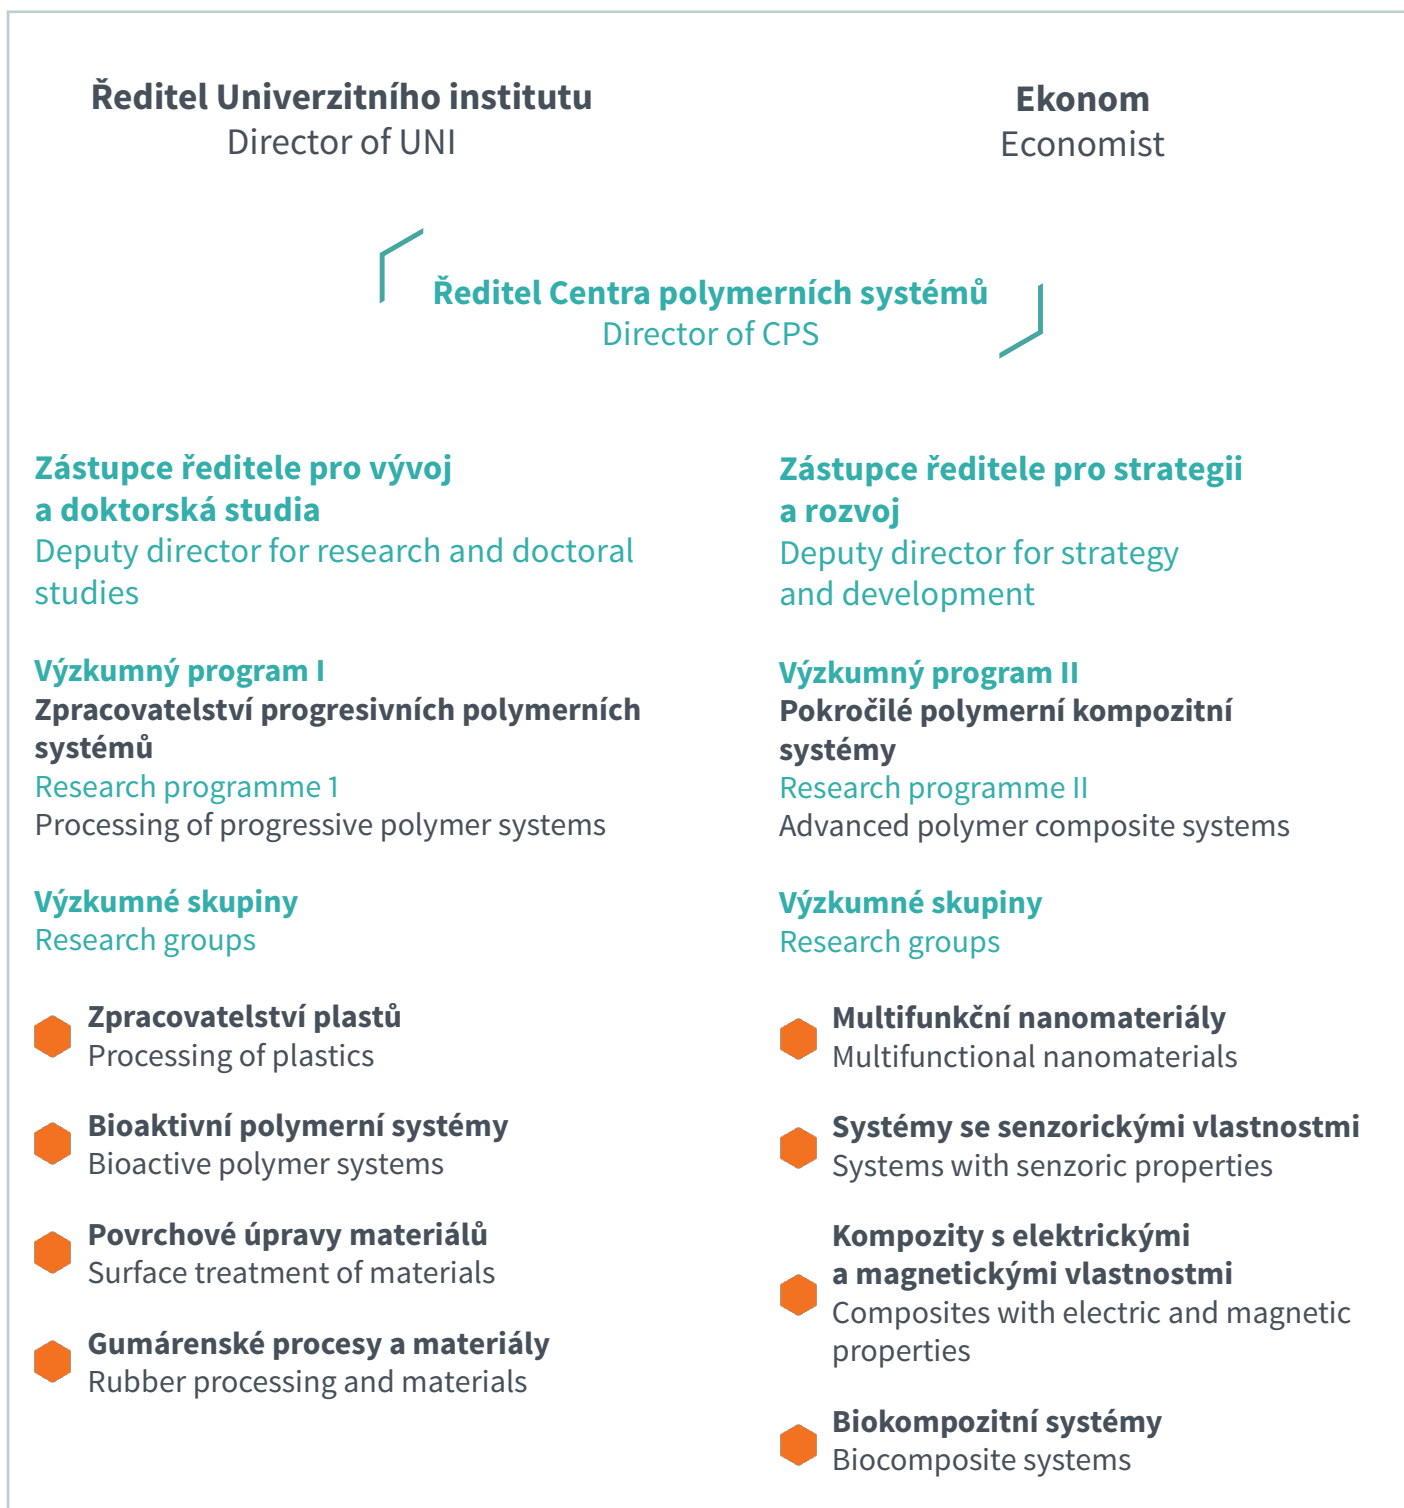 Ředitel Univerzitního institutu
Director of UNI
Ekonom
Economist
Ředitel Centra polymerních systémů
Director of CPS
Zástupce ředitele pro vývoj
a doktorská studia
Deputy director for research and doctoral
studies
Výzkumný program I
Zpracovatelství progresivních polymerních
systémů
Research programme 1
Processing of progressive polymer systems
Výzkumné skupiny
Research groups
Zpracovatelství plastů
Processing of plastics
Bioaktivní polymerní systémy
Bioactive polymer systems
Povrchové úpravy materiálů
Surface treatment of materials
Gumárenské procesy a materiály
Rubber processing and materials
Zástupce ředitele pro strategii
a rozvoj
Deputy director for strategy
and development
Výzkumný program II
Pokročilé polymerní kompozitní
systémy
Research programme II
Advanced polymer composite systems
Výzkumné skupiny
Research groups
Multifunkční nanomateriály
Multifunctional nanomaterials
Systémy se senzorickými vlastnostmi
Systems with senzoric properties
Kompozity s elektrickými
a magnetickými vlastnostmi
Composites with electric and magnetic
properties
Biokompozitní systémy
Biocomposite systems